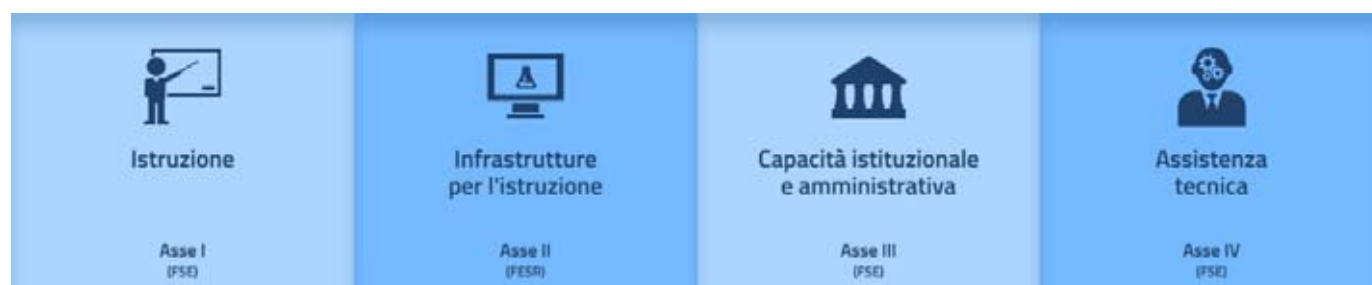 Istruzione
Asse I
(FSE)
Infrastrutture
per l'istruzione
Asse II
(FESR)
Capacità istituzionale
e amministrativa
Asse III
(FSE)
Assistenza
tecnica
Asse IV
(FSE)